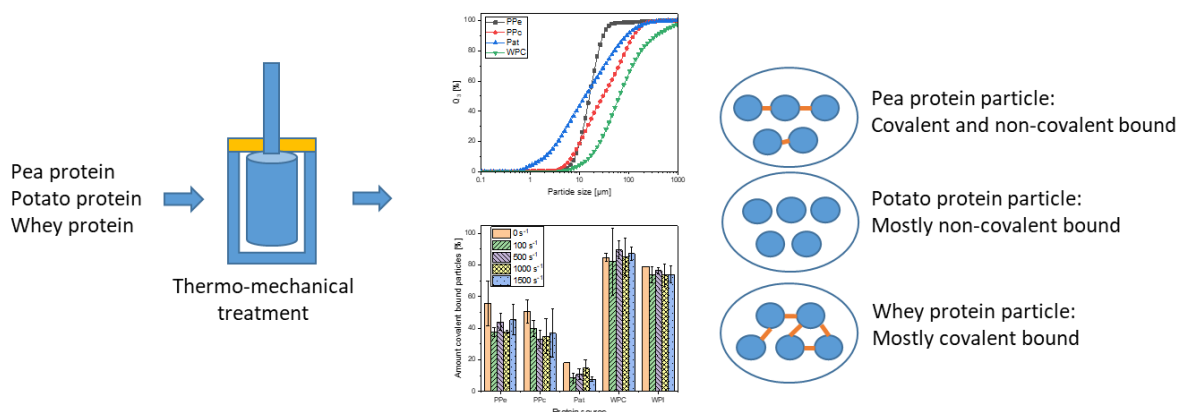 Pea protein
Potato protein
Whey protein
Thermo-mechanical
treatment
100
80
60
40
20
0
Q3 [%]
PPe
PPc
Pat
WPC
0.1
1
10
100
1000
Particle size [µm]
100
80
60
40
20
0
Amount covalent bound particles [%]
0 s⁻¹
100 s⁻¹
500 s⁻¹
1000 s⁻¹
1500 s⁻¹
PPe
PPc
Pat
WPC
WPI
Protein source
Pea protein particle:
Covalent and non-covalent bound
Potato protein particle:
Mostly non-covalent bound
Whey protein particle:
Mostly covalent bound